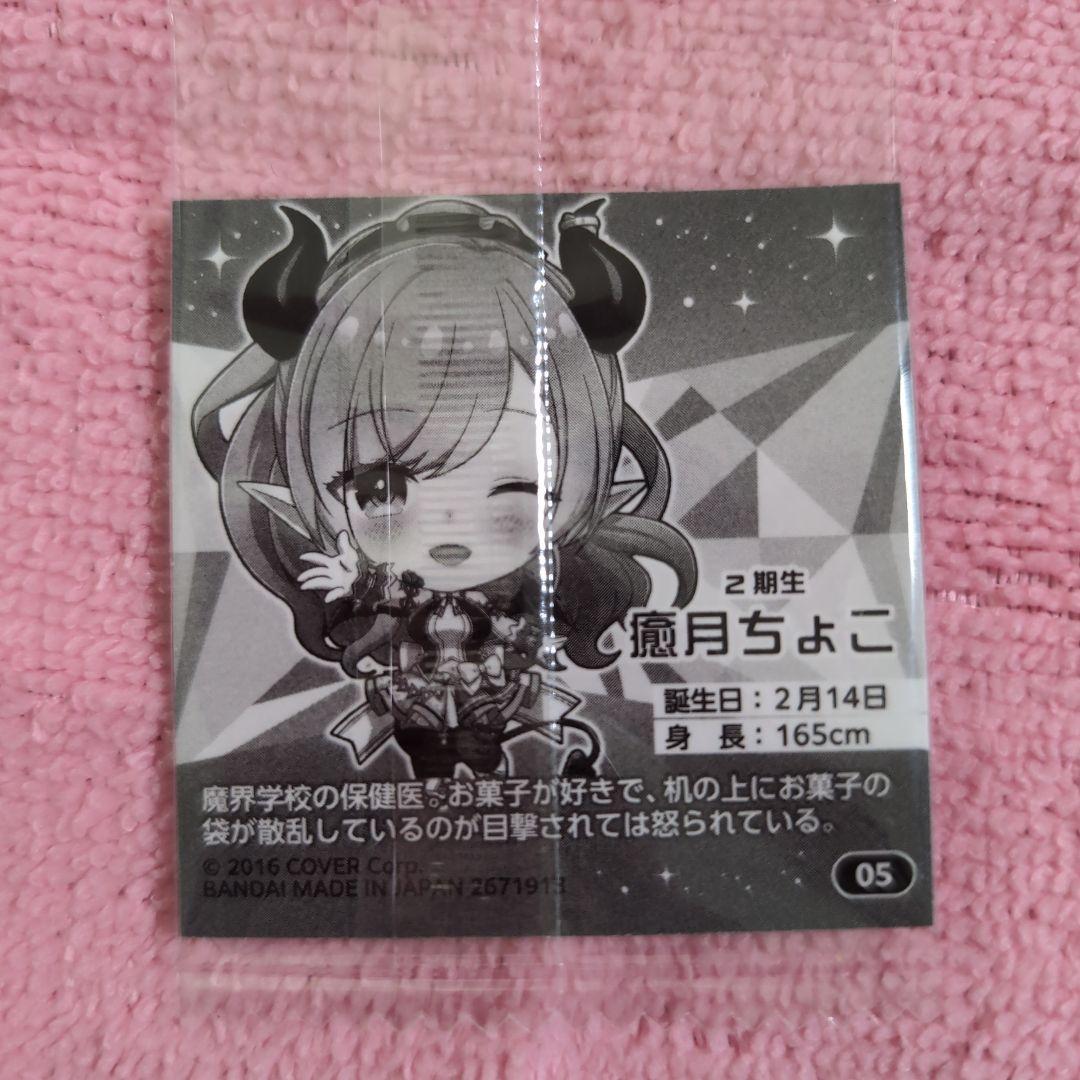 2期生
癒月ちょこ
誕生日：2月14日
身　長：165cm
魔界学校の保健医。お菓子が好きで、机の上にお菓子の
袋が散乱しているのが目撃されては怒られている。
© 2016 COVER Corp.
BANDAI MADE IN JAPAN 2671913
05